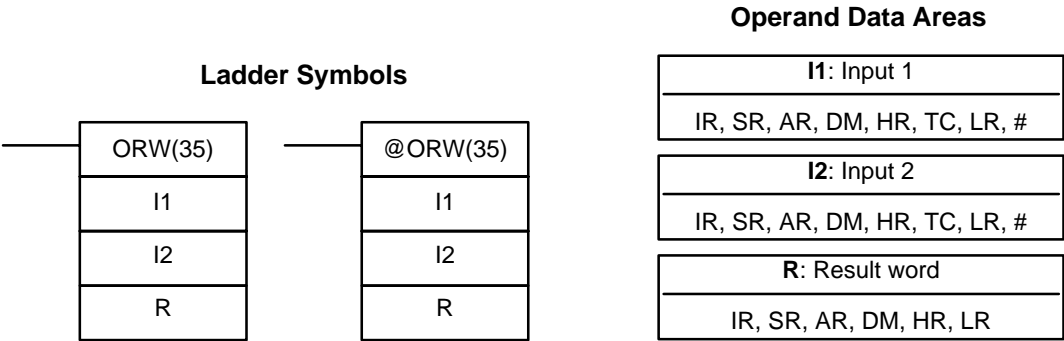 Ladder Symbols
ORW(35)
I1
I2
R
@ORW(35)
I1
I2
R
Operand Data Areas
I1: Input 1
IR, SR, AR, DM, HR, TC, LR, #
I2: Input 2
IR, SR, AR, DM, HR, TC, LR, #
R: Result word
IR, SR, AR, DM, HR, LR